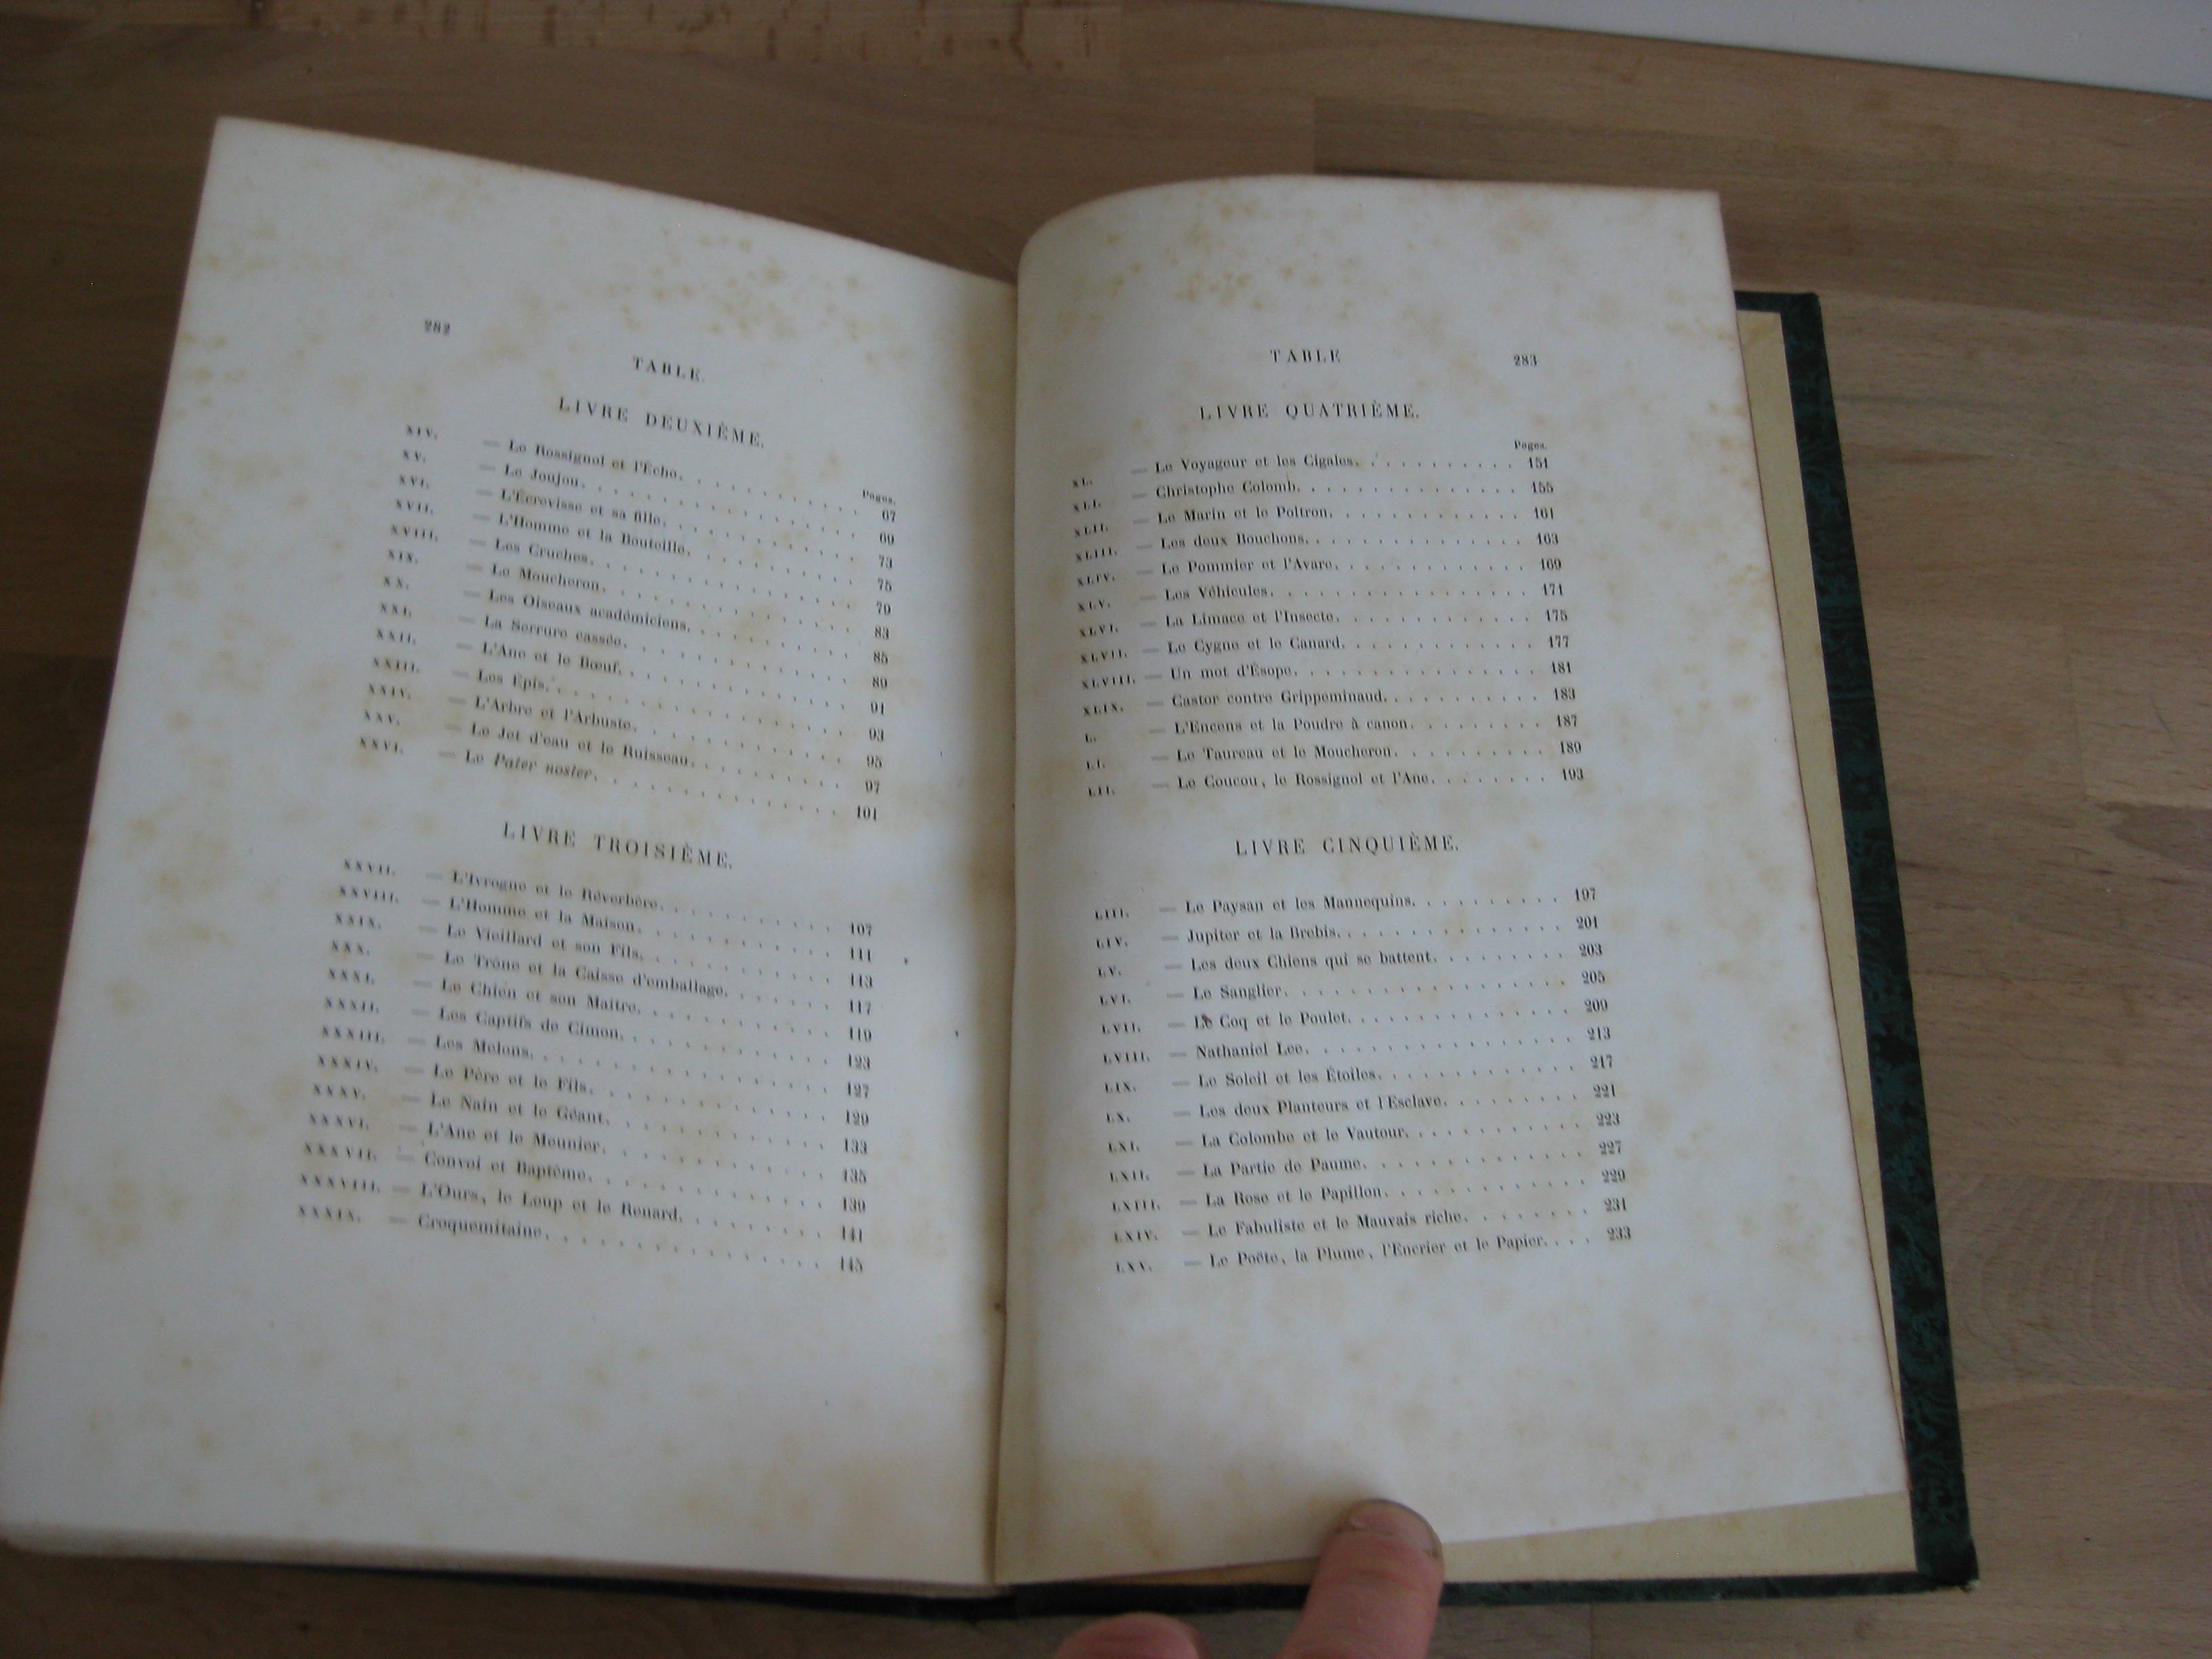 282
TABLE.
LIVRE DEUXIÈME.
Pages.
XIV. — Le Rossignol et l'Écho. . . . . . . . . . . 67
XV. — Le Joujou. . . . . . . . . . . . . . . . 69
XVI. — L'Écrevisse et sa fille. . . . . . . . . . . . 73
XVII. — L'Homme et la Bouteille. . . . . . . . . . . 75
XVIII. — Les Cruches. . . . . . . . . . . . . . . 79
XIX. — Le Moucheron. . . . . . . . . . . . . . . 83
XX. — Les Oiseaux académiciens. . . . . . . . . . 85
XXI. — La Serrure cassée. . . . . . . . . . . . . 89
XXII. — L'Ane et le Bœuf. . . . . . . . . . . . . 91
XXIII. — Les Épis. . . . . . . . . . . . . . . . . 93
XXIV. — L'Arbre et l'Arbuste. . . . . . . . . . . . 95
XXV. — Le Jet d'eau et le Ruisseau. . . . . . . . . 97
XXVI. — Le Pater noster. . . . . . . . . . . . . . 101
LIVRE TROISIÈME.
XXVII. — L'Ivrogne et le Réverbère. . . . . . . . . . 107
XXVIII. — L'Homme et la Maison. . . . . . . . . . . 111
XXIX. — Le Vieillard et son Fils. . . . . . . . . . . 113
XXX. — Le Trône et la Caisse d'emballage. . . . . . . 117
XXXI. — Le Chien et son Maître. . . . . . . . . . . 119
XXXII. — Les Captifs de Cimon. . . . . . . . . . . . 123
XXXIII. — Les Melons. . . . . . . . . . . . . . . . 127
XXXIV. — Le Père et le Fils. . . . . . . . . . . . . 129
XXXV. — Le Nain et le Géant. . . . . . . . . . . . 133
XXXVI. — L'Ane et le Meunier. . . . . . . . . . . . 135
XXXVII. — Convoi et Baptême. . . . . . . . . . . . . 139
XXXVIII. — L'Ours, le Loup et le Renard. . . . . . . . 141
XXXIX. — Croquemitaine. . . . . . . . . . . . . . . 145
TABLE 283
LIVRE QUATRIÈME.
Pages.
XL. — Le Voyageur et les Cigales. . . . . . . . . . 151
XLI. — Christophe Colomb. . . . . . . . . . . . . . 155
XLII. — Le Marin et le Poltron. . . . . . . . . . . . 161
XLIII. — Les deux Bouchons. . . . . . . . . . . . . . 163
XLIV. — Le Pommier et l'Avare. . . . . . . . . . . . 169
XLV. — Les Véhicules. . . . . . . . . . . . . . . . 171
XLVI. — La Limace et l'Insecte. . . . . . . . . . . . 175
XLVII. — Le Cygne et le Canard. . . . . . . . . . . . 177
XLVIII. — Un mot d'Ésope. . . . . . . . . . . . . . . 181
XLIX. — Castor contre Grippeminaud. . . . . . . . . . 183
L. — L'Encens et la Poudre à canon. . . . . . . . 187
LI. — Le Taureau et le Moucheron. . . . . . . . . 189
LII. — Le Coucou, le Rossignol et l'Ane. . . . . . . 193
LIVRE CINQUIÈME.
LIII. — Le Paysan et les Mannequins. . . . . . . . . 197
LIV. — Jupiter et la Brebis. . . . . . . . . . . . . 201
LV. — Les deux Chiens qui se battent. . . . . . . . 203
LVI. — Le Sanglier. . . . . . . . . . . . . . . . . 205
LVII. — Le Coq et le Poulet. . . . . . . . . . . . . 209
LVIII. — Nathaniel Lee. . . . . . . . . . . . . . . . 213
LIX. — Le Soleil et les Étoiles. . . . . . . . . . . . 217
LX. — Les deux Planteurs et l'Esclave. . . . . . . . 221
LXI. — La Colombe et le Vautour. . . . . . . . . . . 223
LXII. — La Partie de Paume. . . . . . . . . . . . . 227
LXIII. — La Rose et le Papillon. . . . . . . . . . . . 229
LXIV. — Le Fabuliste et le Mauvais riche. . . . . . . 231
LXV. — Le Poëte, la Plume, l'Encrier et le Papier. . . . 233